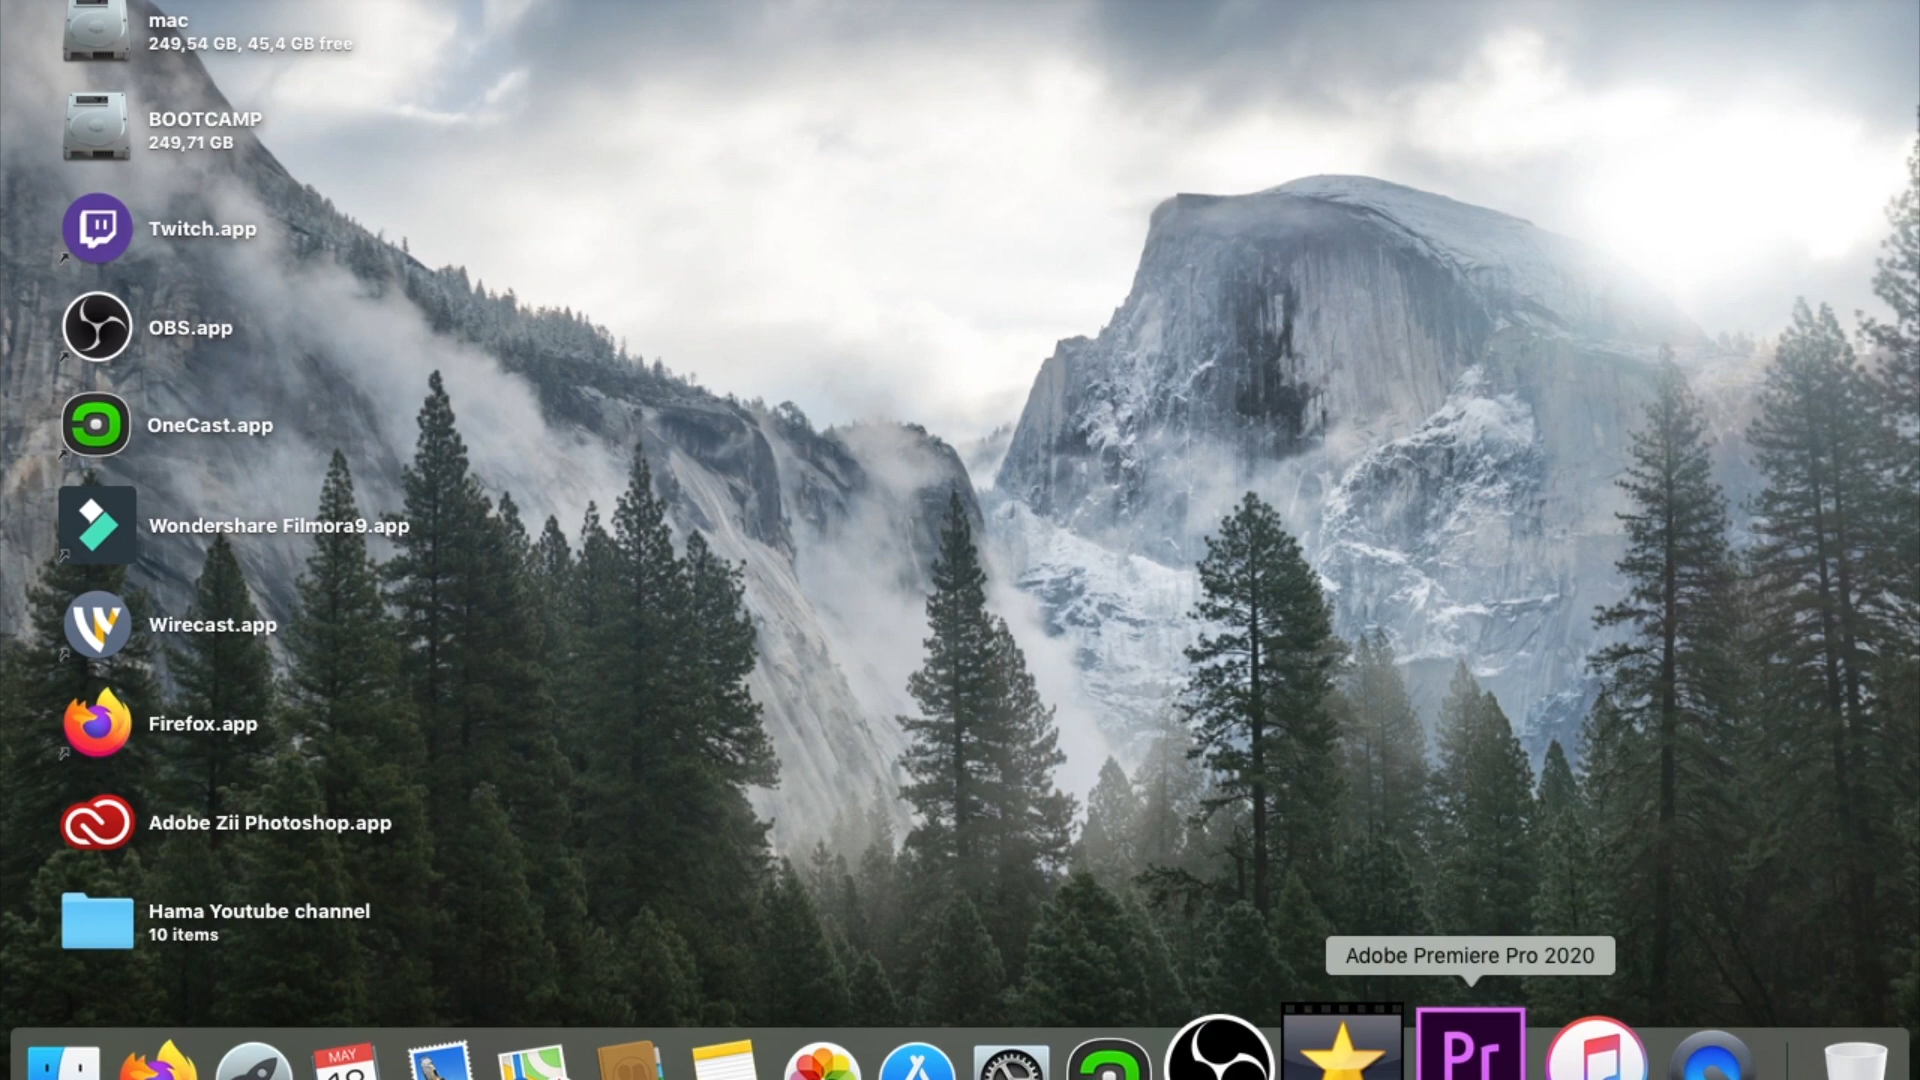 mac
249,54 GB, 45,4 GB free
BOOTCAMP
249,71 GB
Twitch.app
OBS.app
OneCast.app
Wondershare Filmora9.app
Wirecast.app
Firefox.app
Adobe Zii Photoshop.app
Hama Youtube channel
10 items
Adobe Premiere Pro 2020
MAY
Pr